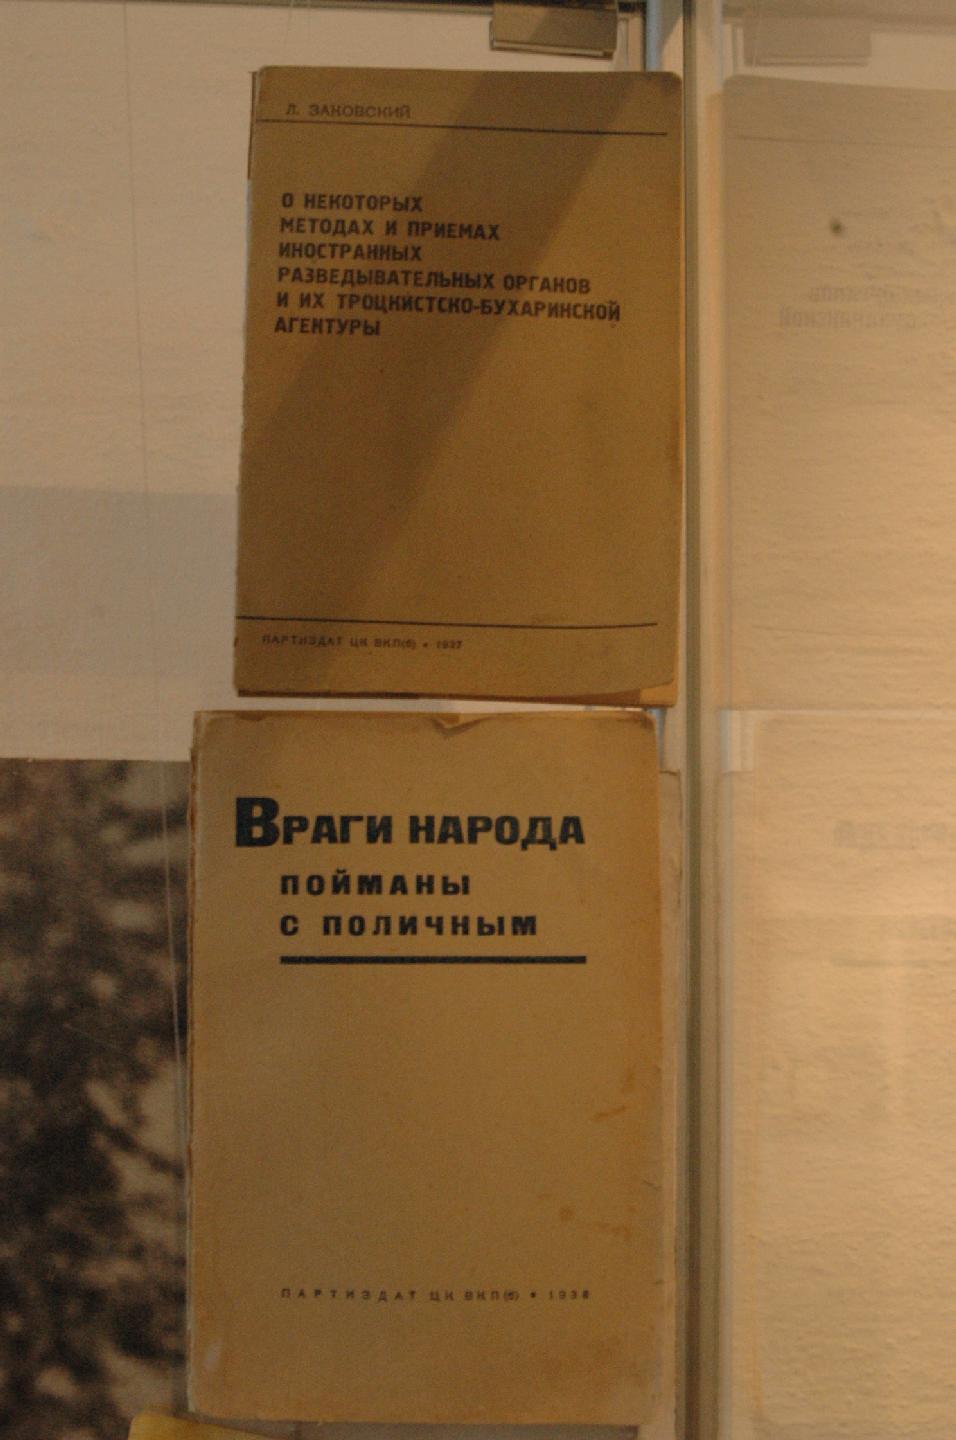 Л. ЗАКОВСКИЙ
О НЕКОТОРЫХ
МЕТОДАХ И ПРИЕМАХ
ИНОСТРАННЫХ
РАЗВЕДЫВАТЕЛЬНЫХ ОРГАНОВ
И ИХ ТРОЦКИСТСКО-БУХАРИНСКОЙ
АГЕНТУРЫ
ПАРТИЗДАТ ЦК ВКП(б) • 1937
ВРАГИ НАРОДА
ПОЙМАНЫ
С ПОЛИЧНЫМ
ПАРТИЗДАТ ЦК ВКП(б) •